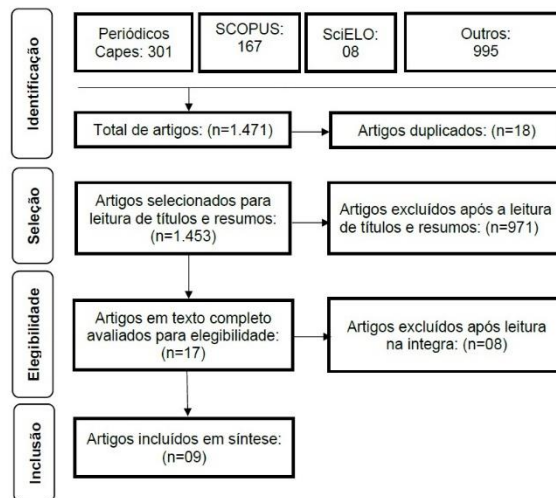 Identificação
Periódicos
Capes: 301
SCOPUS:
167
SciELO:
08
Outros:
995
Total de artigos: (n=1.471)
Artigos duplicados: (n=18)
Seleção
Artigos selecionados para
leitura de títulos e resumos:
(n=1.453)
Artigos excluídos após a leitura
de títulos e resumos: (n=971)
Elegibilidade
Artigos em texto completo
avaliados para elegibilidade:
(n=17)
Artigos excluídos após leitura
na integra: (n=08)
Inclusão
Artigos incluídos em síntese:
(n=09)